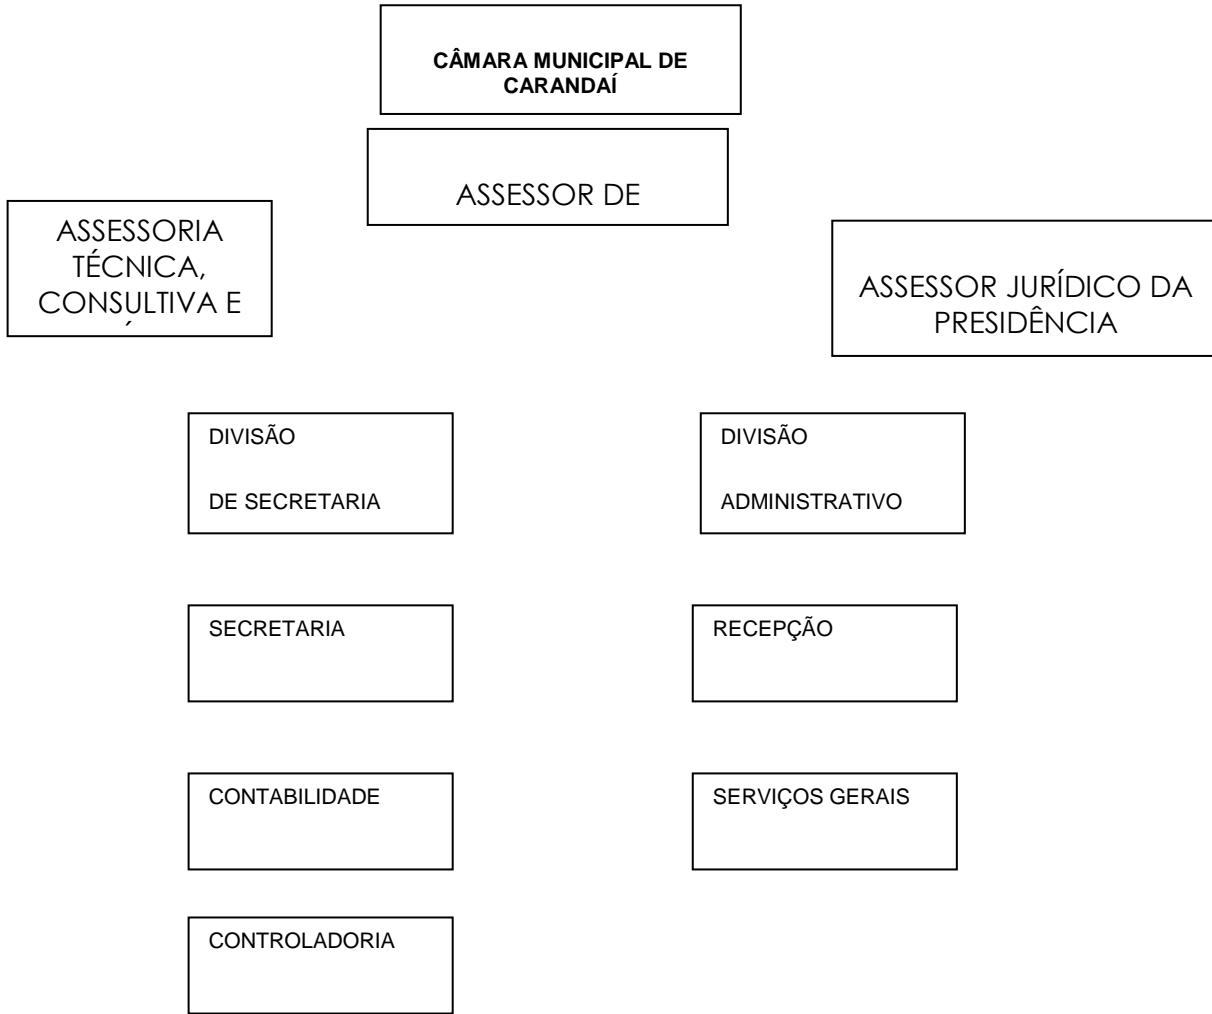 CÂMARA MUNICIPAL DE
CARANDAÍ
ASSESSOR DE
ASSESSORIA
TÉCNICA,
CONSULTIVA E
ASSESSOR JURÍDICO DA
PRESIDÊNCIA
DIVISÃO
DE SECRETARIA
DIVISÃO
ADMINISTRATIVO
SECRETARIA
RECEPÇÃO
CONTABILIDADE
SERVIÇOS GERAIS
CONTROLADORIA